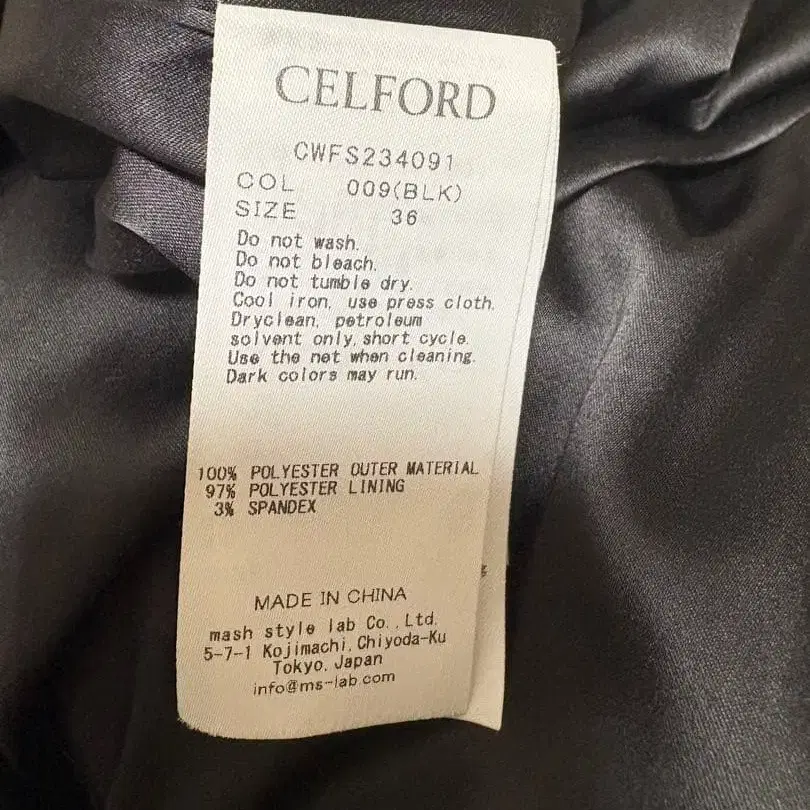 CELFORD
CWFS234091
COL 009(BLK)
SIZE 36
Do not wash.
Do not bleach.
Do not tumble dry.
Cool iron, use press cloth.
Dryclean, petroleum
solvent only, short cycle.
Use the net when cleaning.
Dark colors may run.
100% POLYESTER OUTER MATERIAL
97% POLYESTER LINING
3% SPANDEX
MADE IN CHINA
mash style lab Co., Ltd.
5-7-1 Kojimachi, Chiyoda-Ku
Tokyo, Japan
info@ms-lab.com